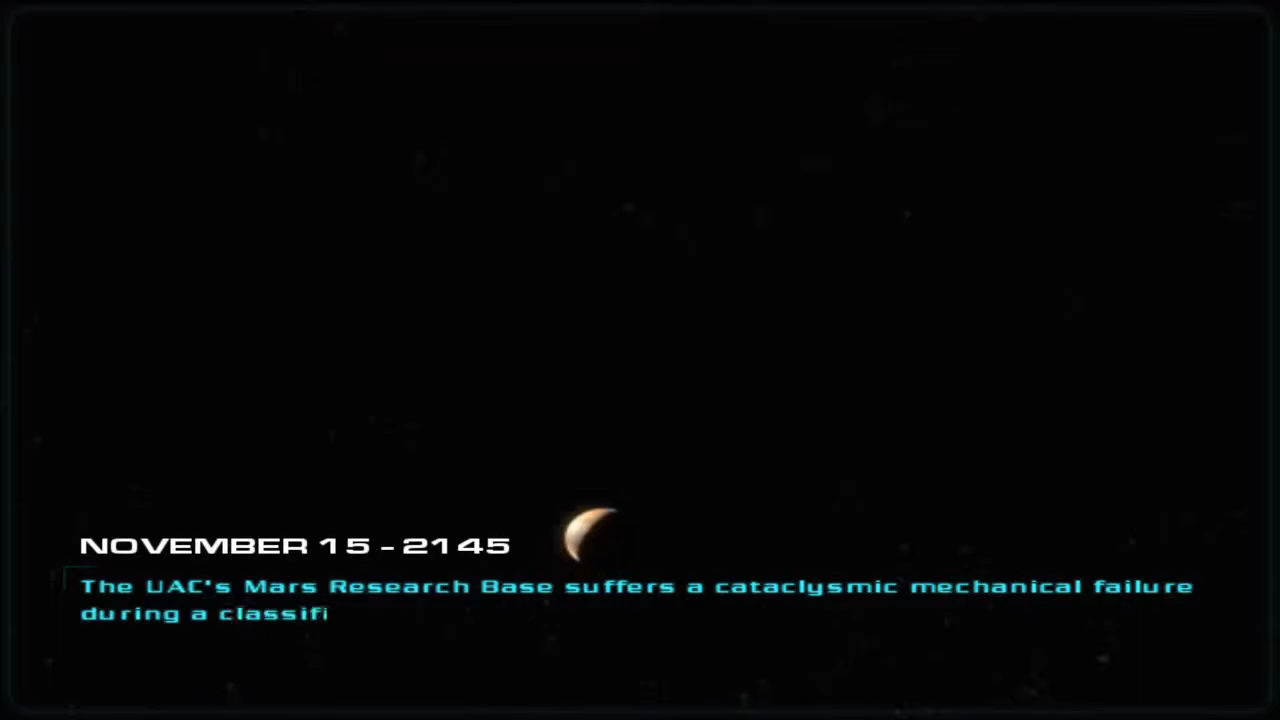 NOVEMBER 15 - 2145
The UAC's Mars Research Base suffers a cataclysmic mechanical failure
during a classifi